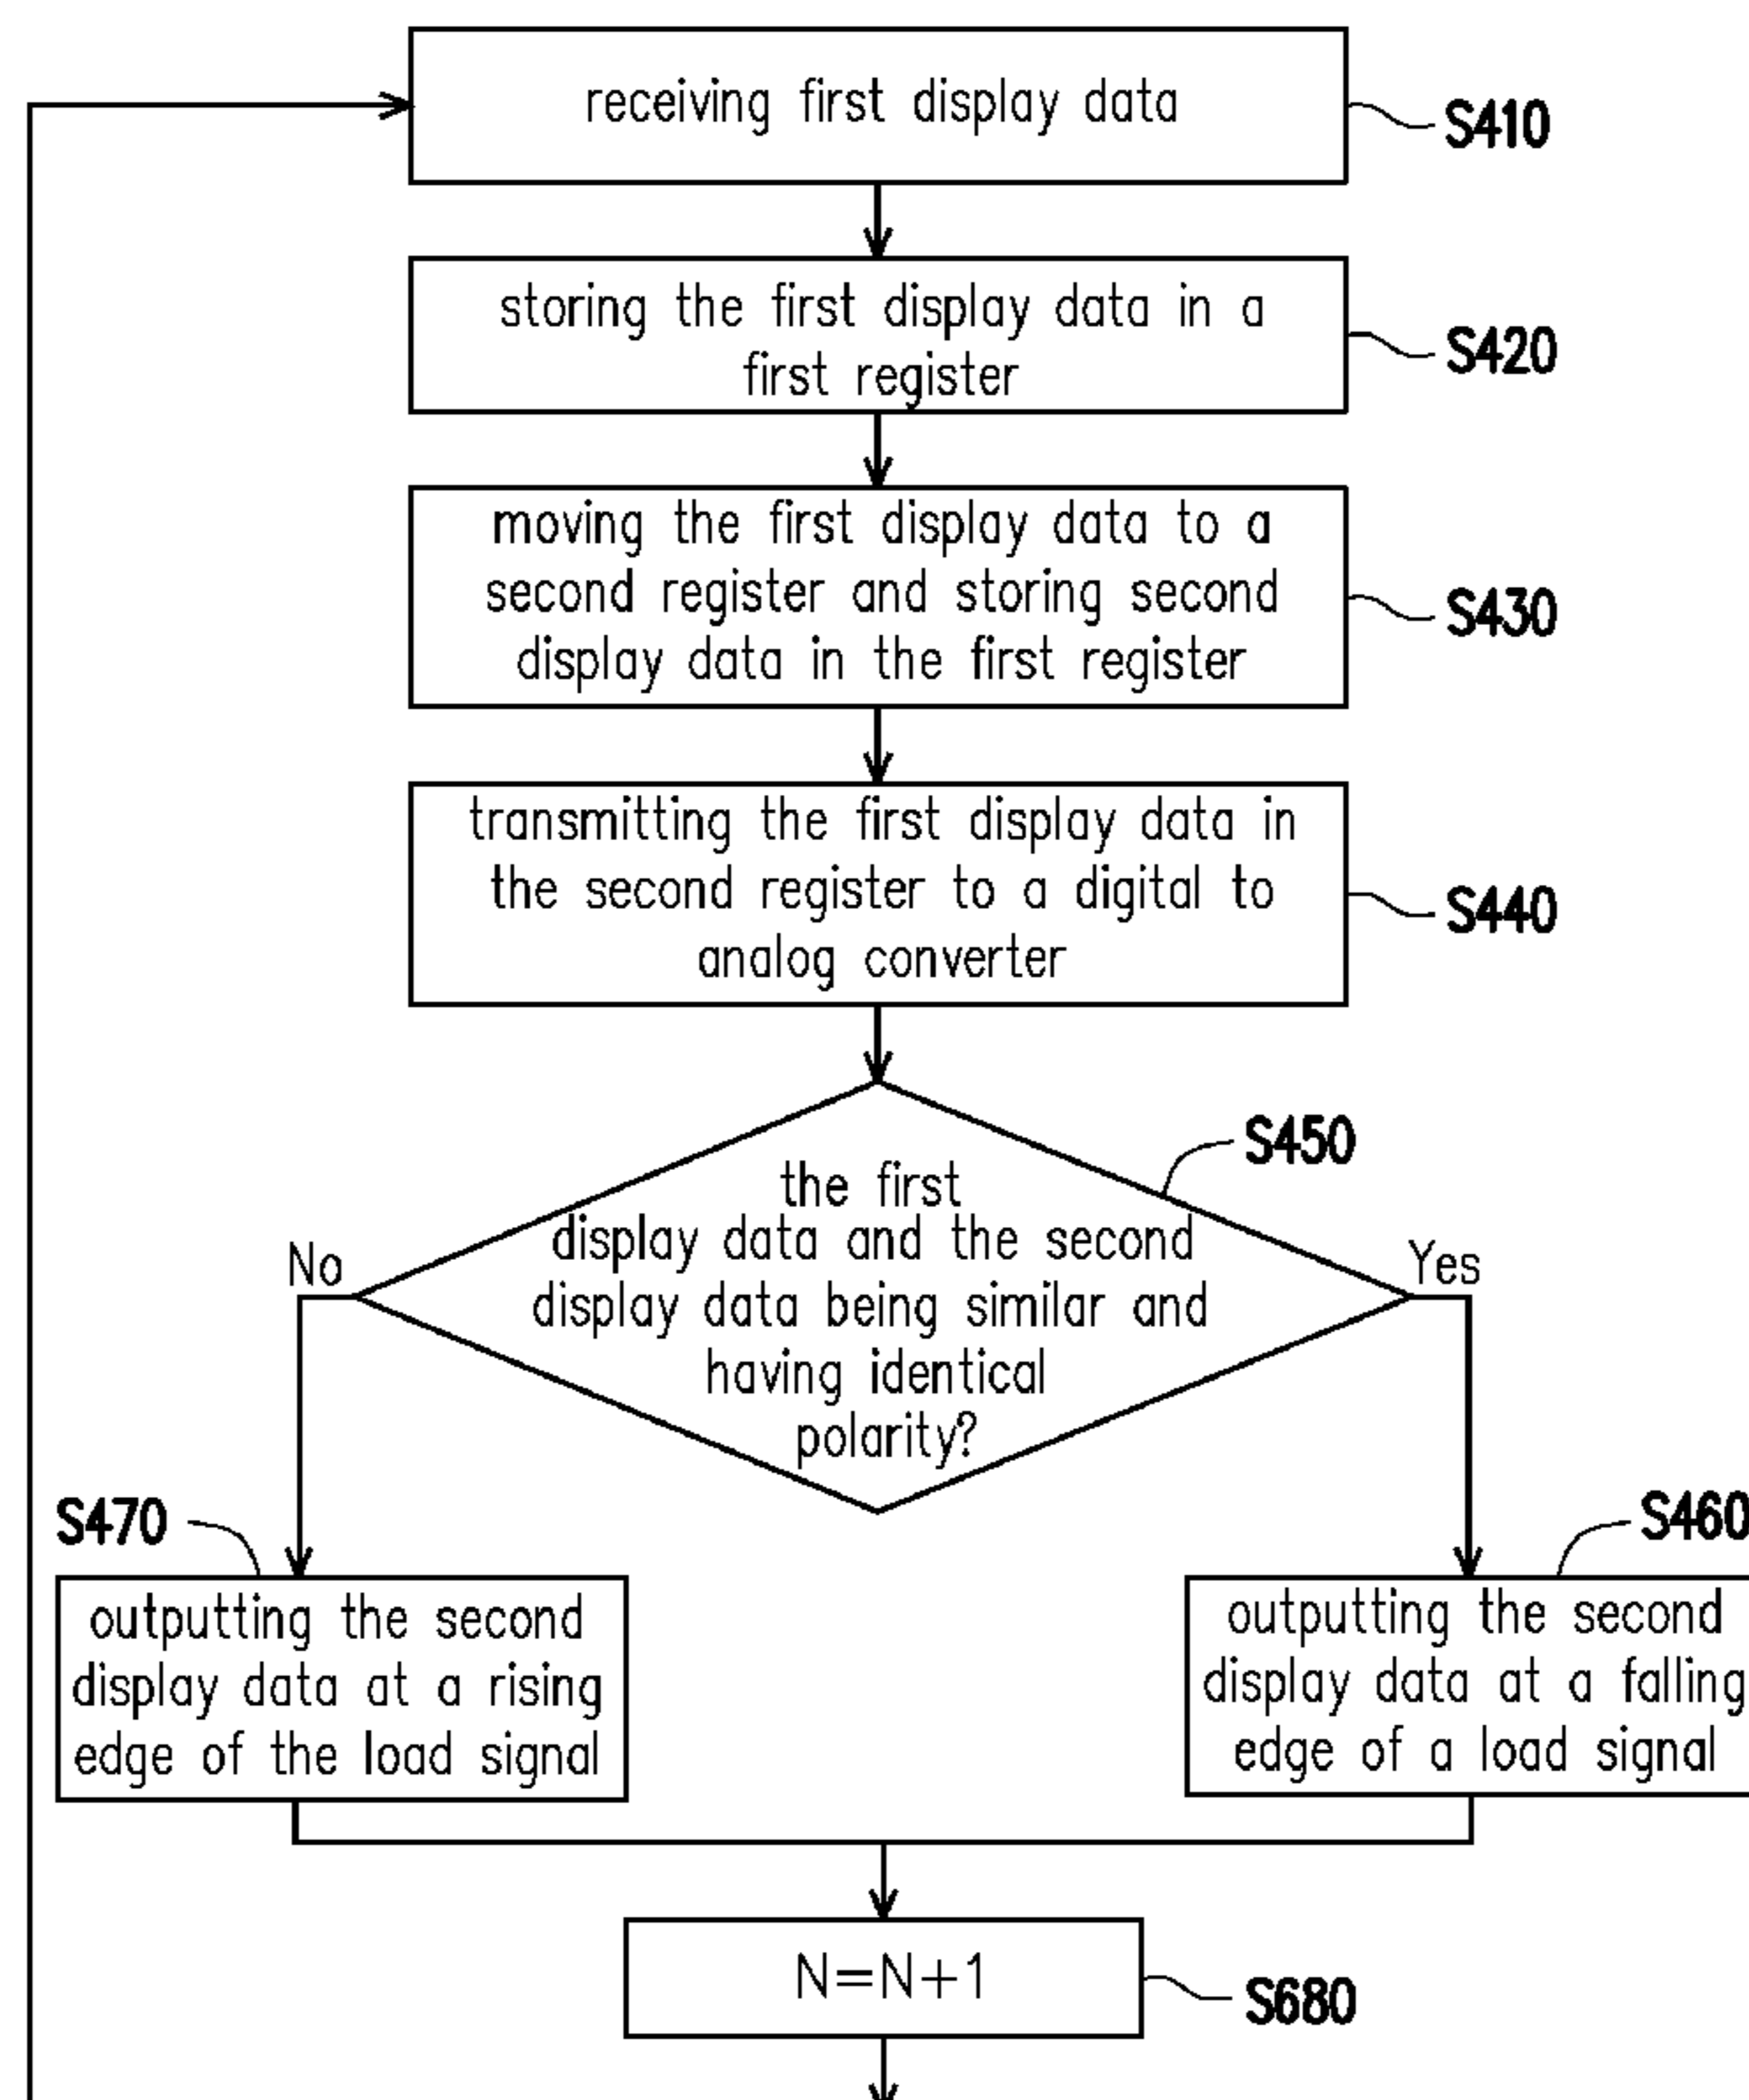 receiving first display data
S410
storing the first display data in a
first register
S420
moving the first display data to a
second register and storing second
display data in the first register
S430
transmitting the first display data in
the second register to a digital to
analog converter
S440
the first
display data and the second
display data being similar and
having identical
polarity?
S450
No
Yes
S470
outputting the second
display data at a rising
edge of the load signal
S460
outputting the second
display data at a falling
edge of a load signal
N=N+1
S680